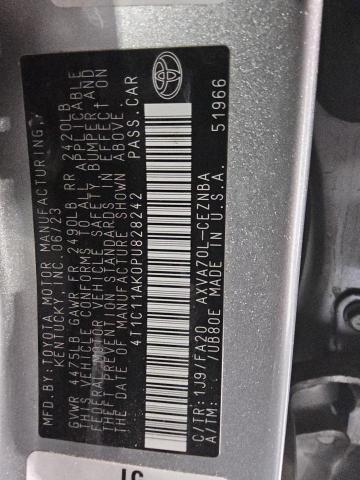 MFD. BY: TOYOTA MOTOR MANUFACTURING,
KENTUCKY, INC. 06/23
GVWR 4475LB GAWR FR 2490LB RR 2420LB
THIS VEHICLE CONFORMS TO ALL APPLICABLE
FEDERAL MOTOR VEHICLE SAFETY, BUMPER, AND
THEFT PREVENTION STANDARDS IN EFFECT ON
THE DATE OF MANUFACTURE SHOWN ABOVE.
4T1C11AK0PU828242 PASS.CAR
C/TR:1J9/FA20 AXVA70L-CEZNBA
A/TM: /UB80E MADE IN U.S.A.
51966